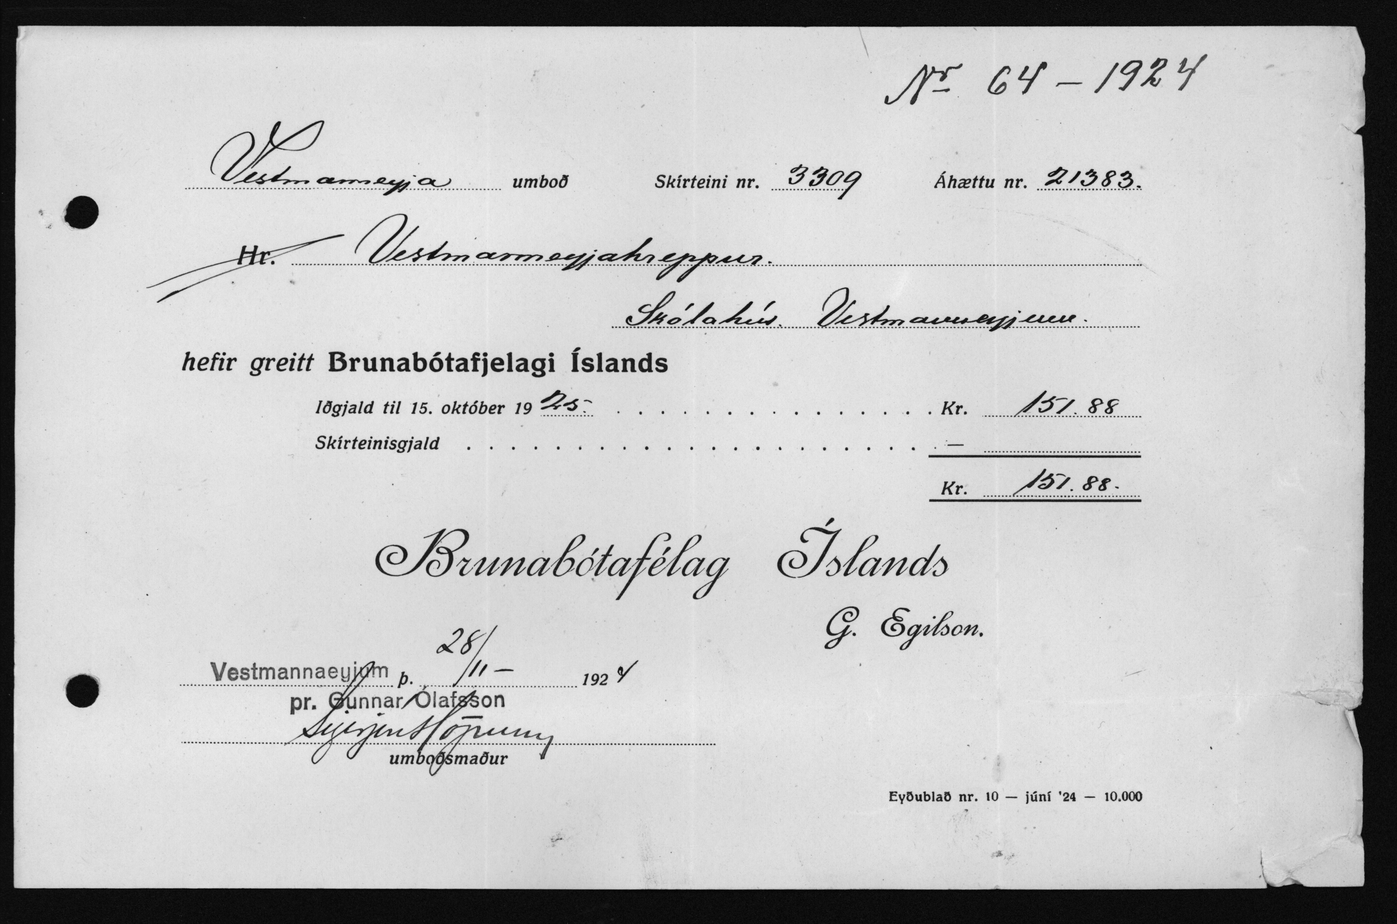 Nr 64 – 1924
Vestmanneyja umboð Skírteini nr. 3309 Áhættu nr. 21383.
Hr. Vestmanneyjahreppur.
Skólahús. Vestmanneyjum.
hefir greitt Brunabótafjelagi Íslands
Iðgjald til 15. október 1925. Kr. 151.88
Skírteinisgjald —
Kr. 151.88.
Brunabótafélag Íslands
G. Egilson.
28/11 –
Vestmannaeyjum þ. 1924
pr. Gunnar Ólafsson
umboðsmaður
Eyðublað nr. 10 — júní '24 — 10.000